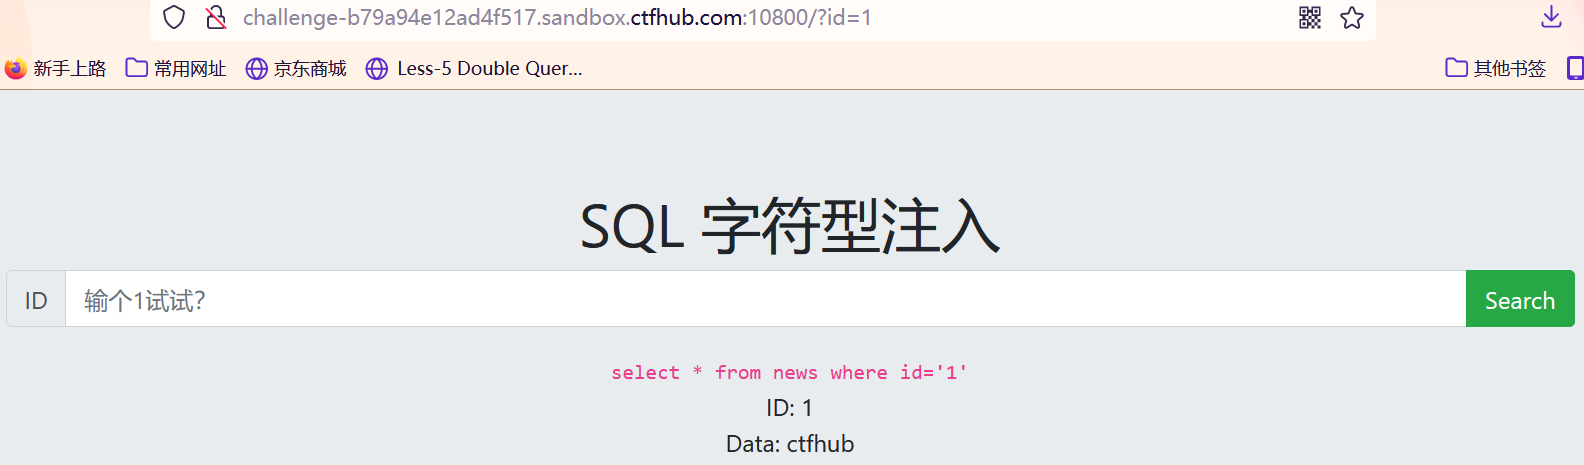 challenge-b79a94e12ad4f517.sandbox.ctfhub.com:10800/?id=1
新手上路 常用网址 京东商城 Less-5 Double Quer... 其他书签
SQL 字符型注入
ID 输个1试试? Search
select * from news where id='1'
ID: 1
Data: ctfhub